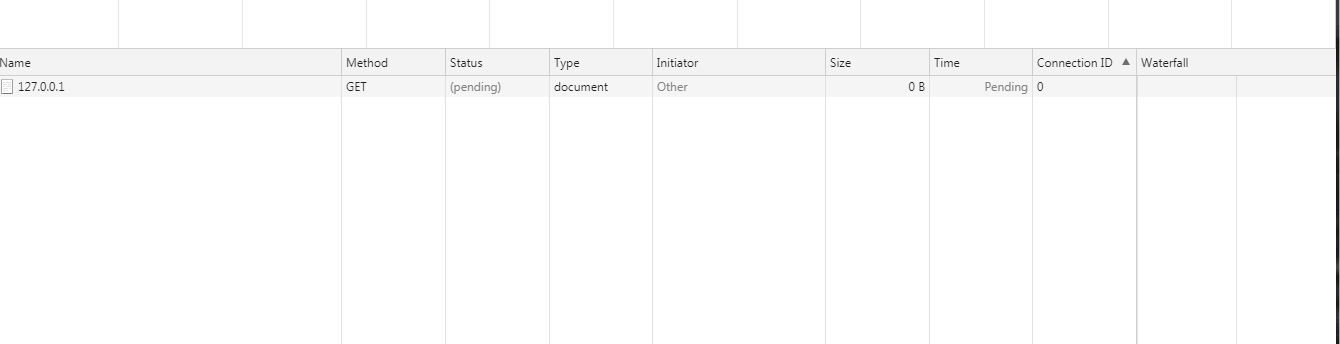 Name Method Status Type Initiator Size Time Connection ID ▲ Waterfall
127.0.0.1 GET (pending) document Other 0 B Pending 0